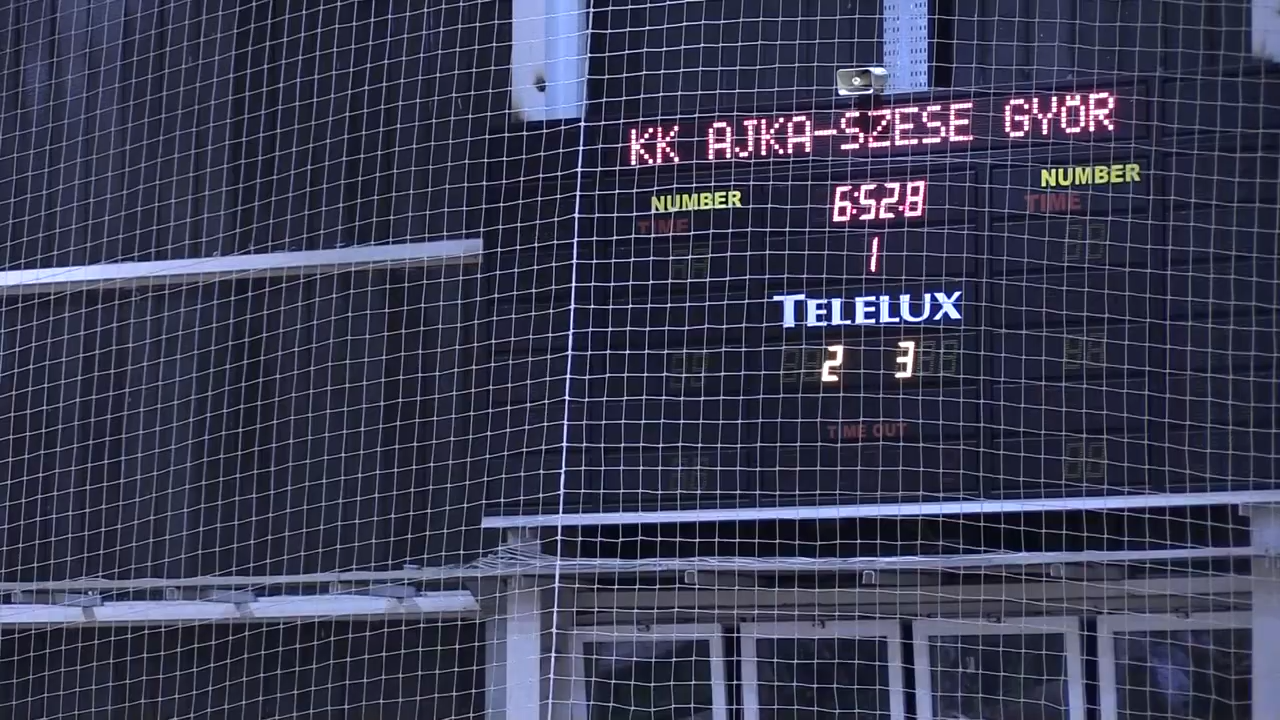 KK AJKA-SZESE GYŐR
NUMBER 6:52.8 NUMBER
TIME 1 TIME
TELELUX
2 3
TIME OUT